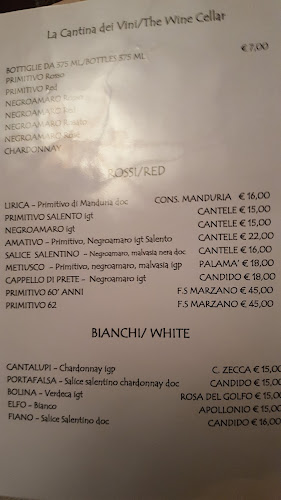 La Cantina dei Vini/The Wine Cellar
€ 7,00
BOTTIGLIE DA 375 ML/BOTTLES 375 ML
PRIMITIVO Rosso
PRIMITIVO Red
NEGROAMARO Rosato
NEGROAMARO
NEGROAMARO Rosato
NEGROAMARO
CHARDONNAY
ROSSI/RED
LIRICA – Primitivo di Manduria doc CONS. MANDURIA € 16,00
PRIMITIVO SALENTO igt CANTELE € 15,00
NEGROAMARO igt CANTELE € 15,00
AMATIVO – Primitivo, Negroamaro igt Salento CANTELE € 22,00
SALICE SALENTINO – Negroamaro, malvasia nera doc CANTELE € 16,00
METIUSCO – Primitivo, negroamaro, malvasia igp PALAMA' € 18,00
CAPPELLO DI PRETE – Negroamaro igt CANDIDO € 18,00
PRIMITIVO 60° ANNI F.S MARZANO € 45,00
PRIMITIVO 62 F.S MARZANO € 45,00
BIANCHI/ WHITE
CANTALUPI – Chardonnay igp C. ZECCA € 15,00
PORTAFALSA – Salice salentino chardonnay doc CANDIDO € 15,00
BOLINA – Verdeca igt ROSA DEL GOLFO € 15,00
ELFO – Bianco APOLLONIO € 15,00
FIANO – Salice Salentino doc CANDIDO € 16,00